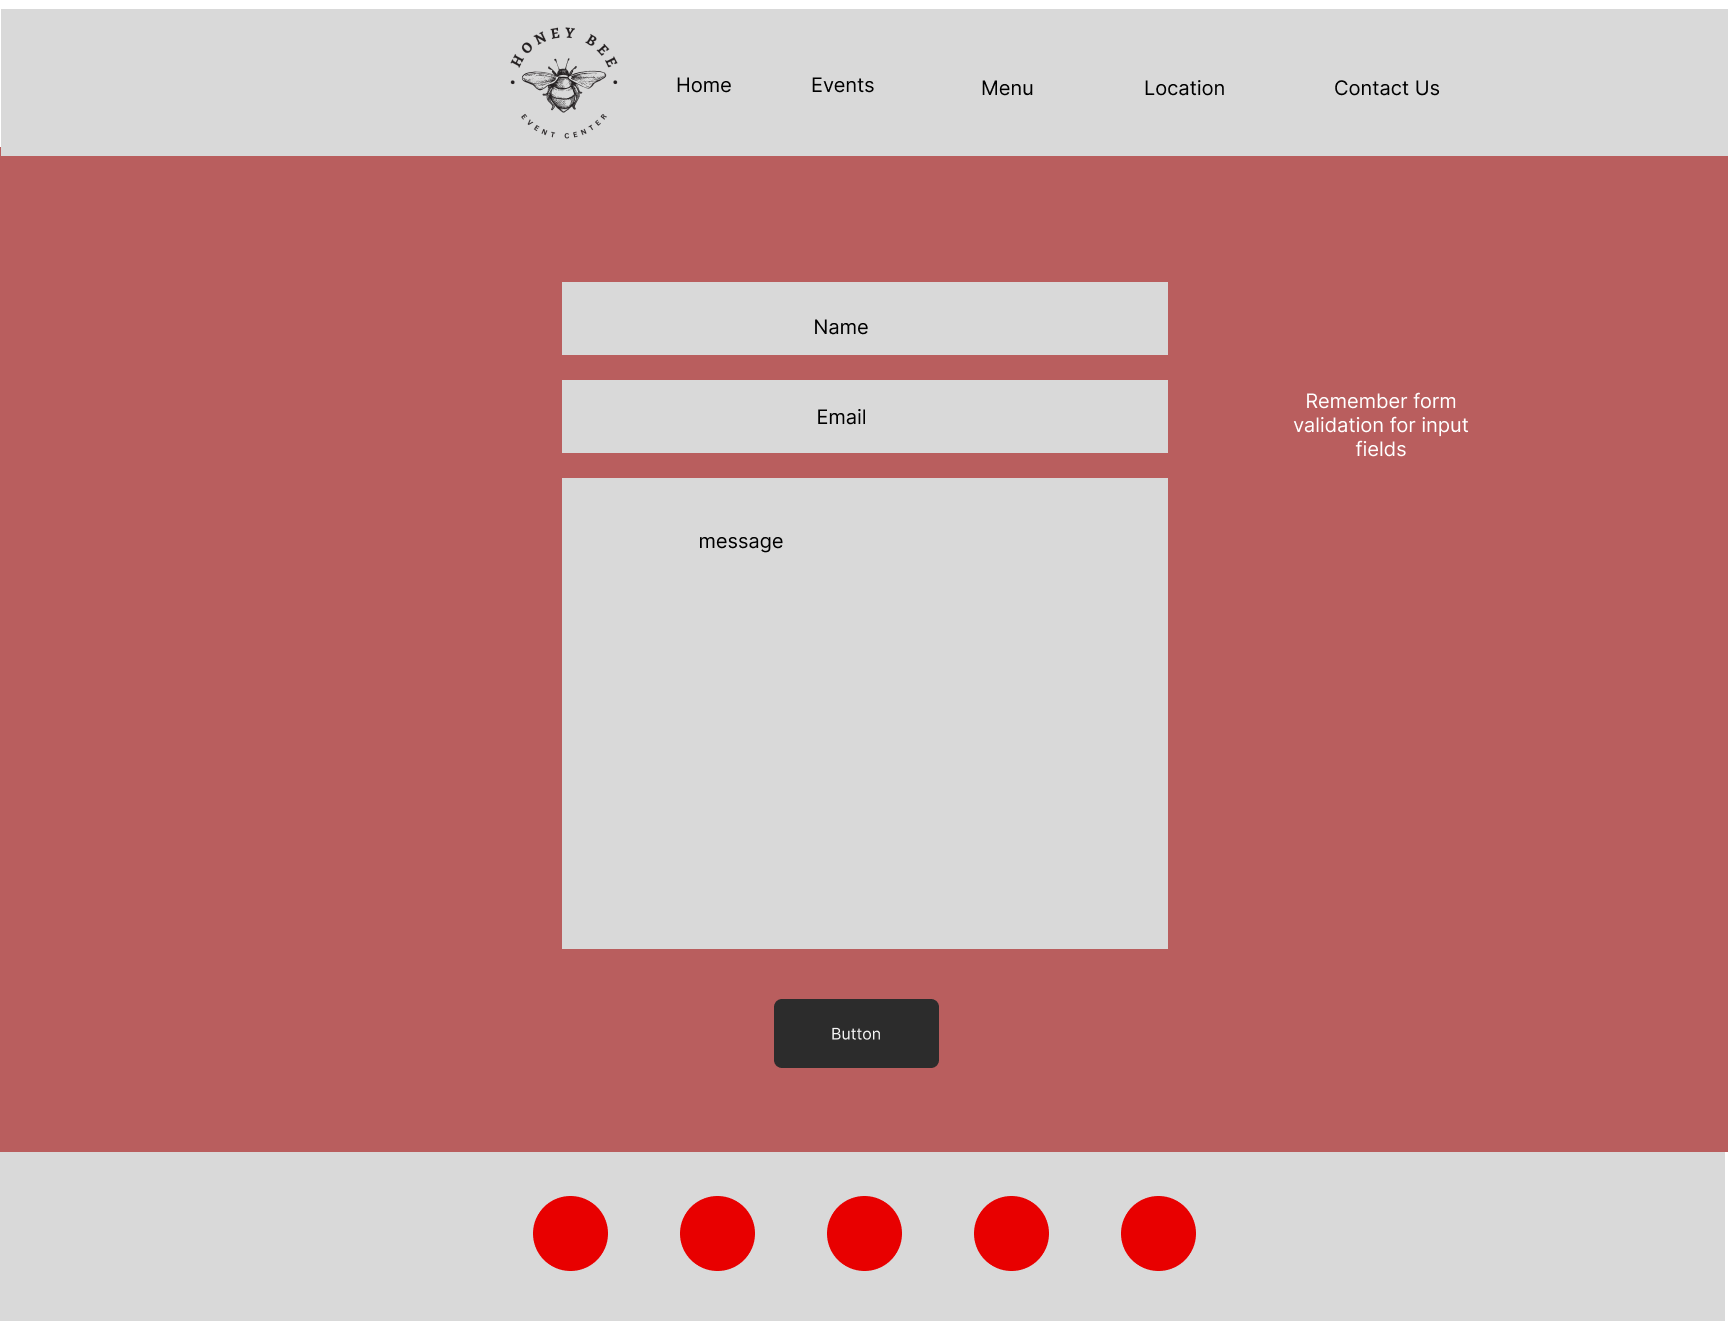 HONEY BEE
EVENT CENTER
Home
Events
Menu
Location
Contact Us
Name
Email
message
Remember form
validation for input
fields
Button